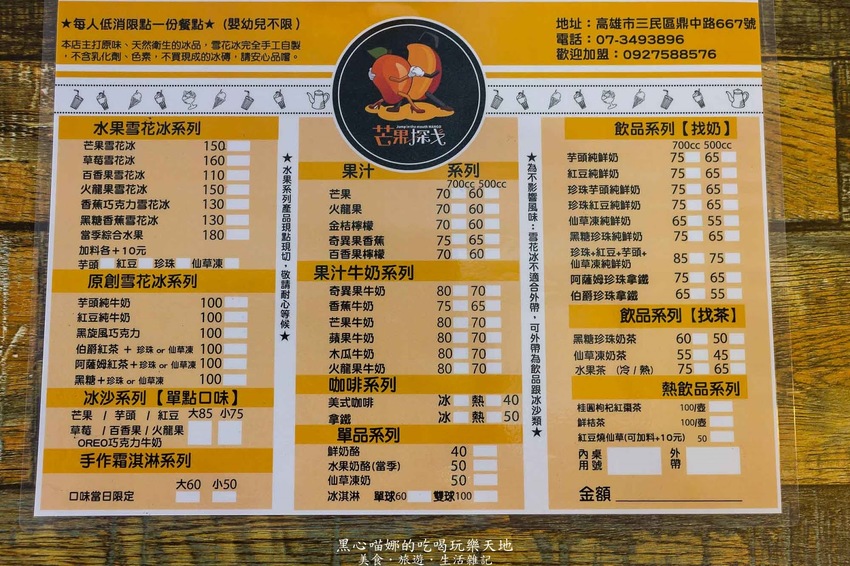 ★每人低消限點一份餐點★（嬰幼兒不限）
本店主打原味、天然衛生的冰品，雪花冰完全手工自製
，不含乳化劑、色素，不買現成的冰磚，請安心品嚐。
地址：高雄市三民區鼎中路667號
電話：07-3493896
歡迎加盟：0927588576
芒果探戈
水果雪花冰系列
芒果雪花冰 150
草莓雪花冰 160
百香果雪花冰 110
火龍果雪花冰 150
香蕉巧克力雪花冰 130
黑糖香蕉雪花冰 130
當季綜合水果 180
加料各+10元
芋頭 紅豆 珍珠 仙草凍
原創雪花冰系列
芋頭純牛奶 100
紅豆純牛奶 100
黑旋風巧克力 100
伯爵紅茶 + 珍珠 or 仙草凍 100
阿薩姆紅茶+珍珠 or 仙草凍 100
黑糖+珍珠 or 仙草凍 100
冰沙系列【單點口味】
芒果 / 芋頭 / 紅豆 大85 小75
草莓 / 百香果 / 火龍果
OREO巧克力牛奶
手作霜淇淋系列
大60 小50
口味當日限定
★水果系列產品現點現切，敬請耐心等候★
果汁 系列
700cc 500cc
芒果 70 60
火龍果 70 60
金桔檸檬 70 60
奇異果香蕉 75 65
百香果檸檬 70 60
果汁牛奶系列
奇異果牛奶 80 70
香蕉牛奶 75 65
芒果牛奶 80 70
蘋果牛奶 80 70
木瓜牛奶 80 70
火龍果牛奶 80 70
咖啡系列
美式咖啡 冰 熱 40
拿鐵 冰 熱 50
單品系列
鮮奶酪 40
水果奶酪(當季) 50
仙草凍奶 50
冰淇淋 單球60 雙球100
★為不影響風味：雪花冰不適合外帶，可外帶為飲品跟冰沙類★
飲品系列【找奶】
700cc 500cc
芋頭純鮮奶 75 65
紅豆純鮮奶 75 65
珍珠芋頭純鮮奶 75 65
珍珠紅豆純鮮奶 75 65
仙草凍純鮮奶 65 55
黑糖珍珠純鮮奶 75 65
珍珠+紅豆+芋頭+
仙草凍純鮮奶 85 75
阿薩姆珍珠拿鐵 75 65
伯爵珍珠拿鐵 65 55
飲品系列【找茶】
黑糖珍珠奶茶 60 50
仙草凍奶茶 55 45
水果茶 （冷 / 熱） 75 65
熱飲品系列
桂圓枸杞紅棗茶 100/壺
鮮桔茶 100/壺
紅豆燒仙草(可加料+10元) 50
內用 桌號 外帶
金額
黑心喵娜的吃喝玩樂天地
美食‧旅遊‧生活雜記